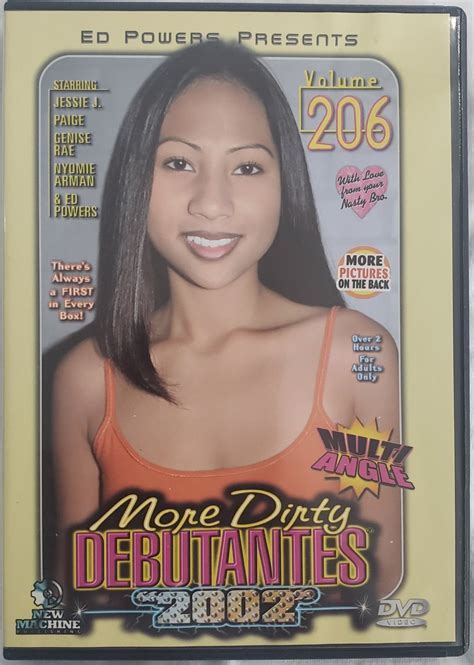 ED POWERS PRESENTS
STARRING
JESSIE J.
PAIGE
GENISE
RAE
NYOMIE
ARMAN
& ED
POWERS
Volume
206
With Love
from your
Nasty Bro.
MORE
PICTURES
ON THE BACK
There's
Always
a FIRST
in Every
Box!
Over 2
Hours
For
Adults
Only
MULTI
ANGLE
More Dirty
DEBUTANTES
"2002"
NEW
MACHINE
PUBLISHING
DVD
VIDEO